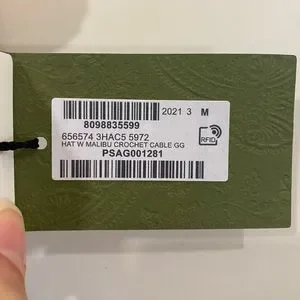 2021 3 M
8098835599
656574 3HAC5 5972
HAT W MALIBU CROCHET CABLE GG
PSAG001281
RFID